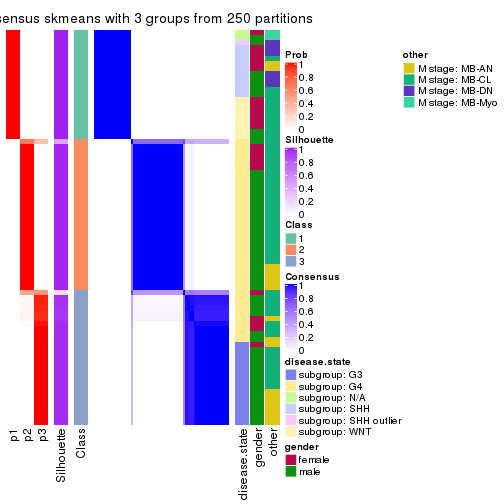 ensus skmeans with 3 groups from 250 partitions
Prob
1
0.8
0.6
0.4
0.2
0
Silhouette
1
0.8
0.6
0.4
0.2
0
Class
1
2
3
Consensus
1
0.8
0.6
0.4
0.2
0
disease.state
subgroup: G3
subgroup: G4
subgroup: N/A
subgroup: SHH
subgroup: SHH outlier
subgroup: WNT
gender
female
male
other
M stage: MB-AN
M stage: MB-CL
M stage: MB-DN
M stage: MB-Myo
p1
p2
p3
Silhouette
Class
disease.state
gender
other